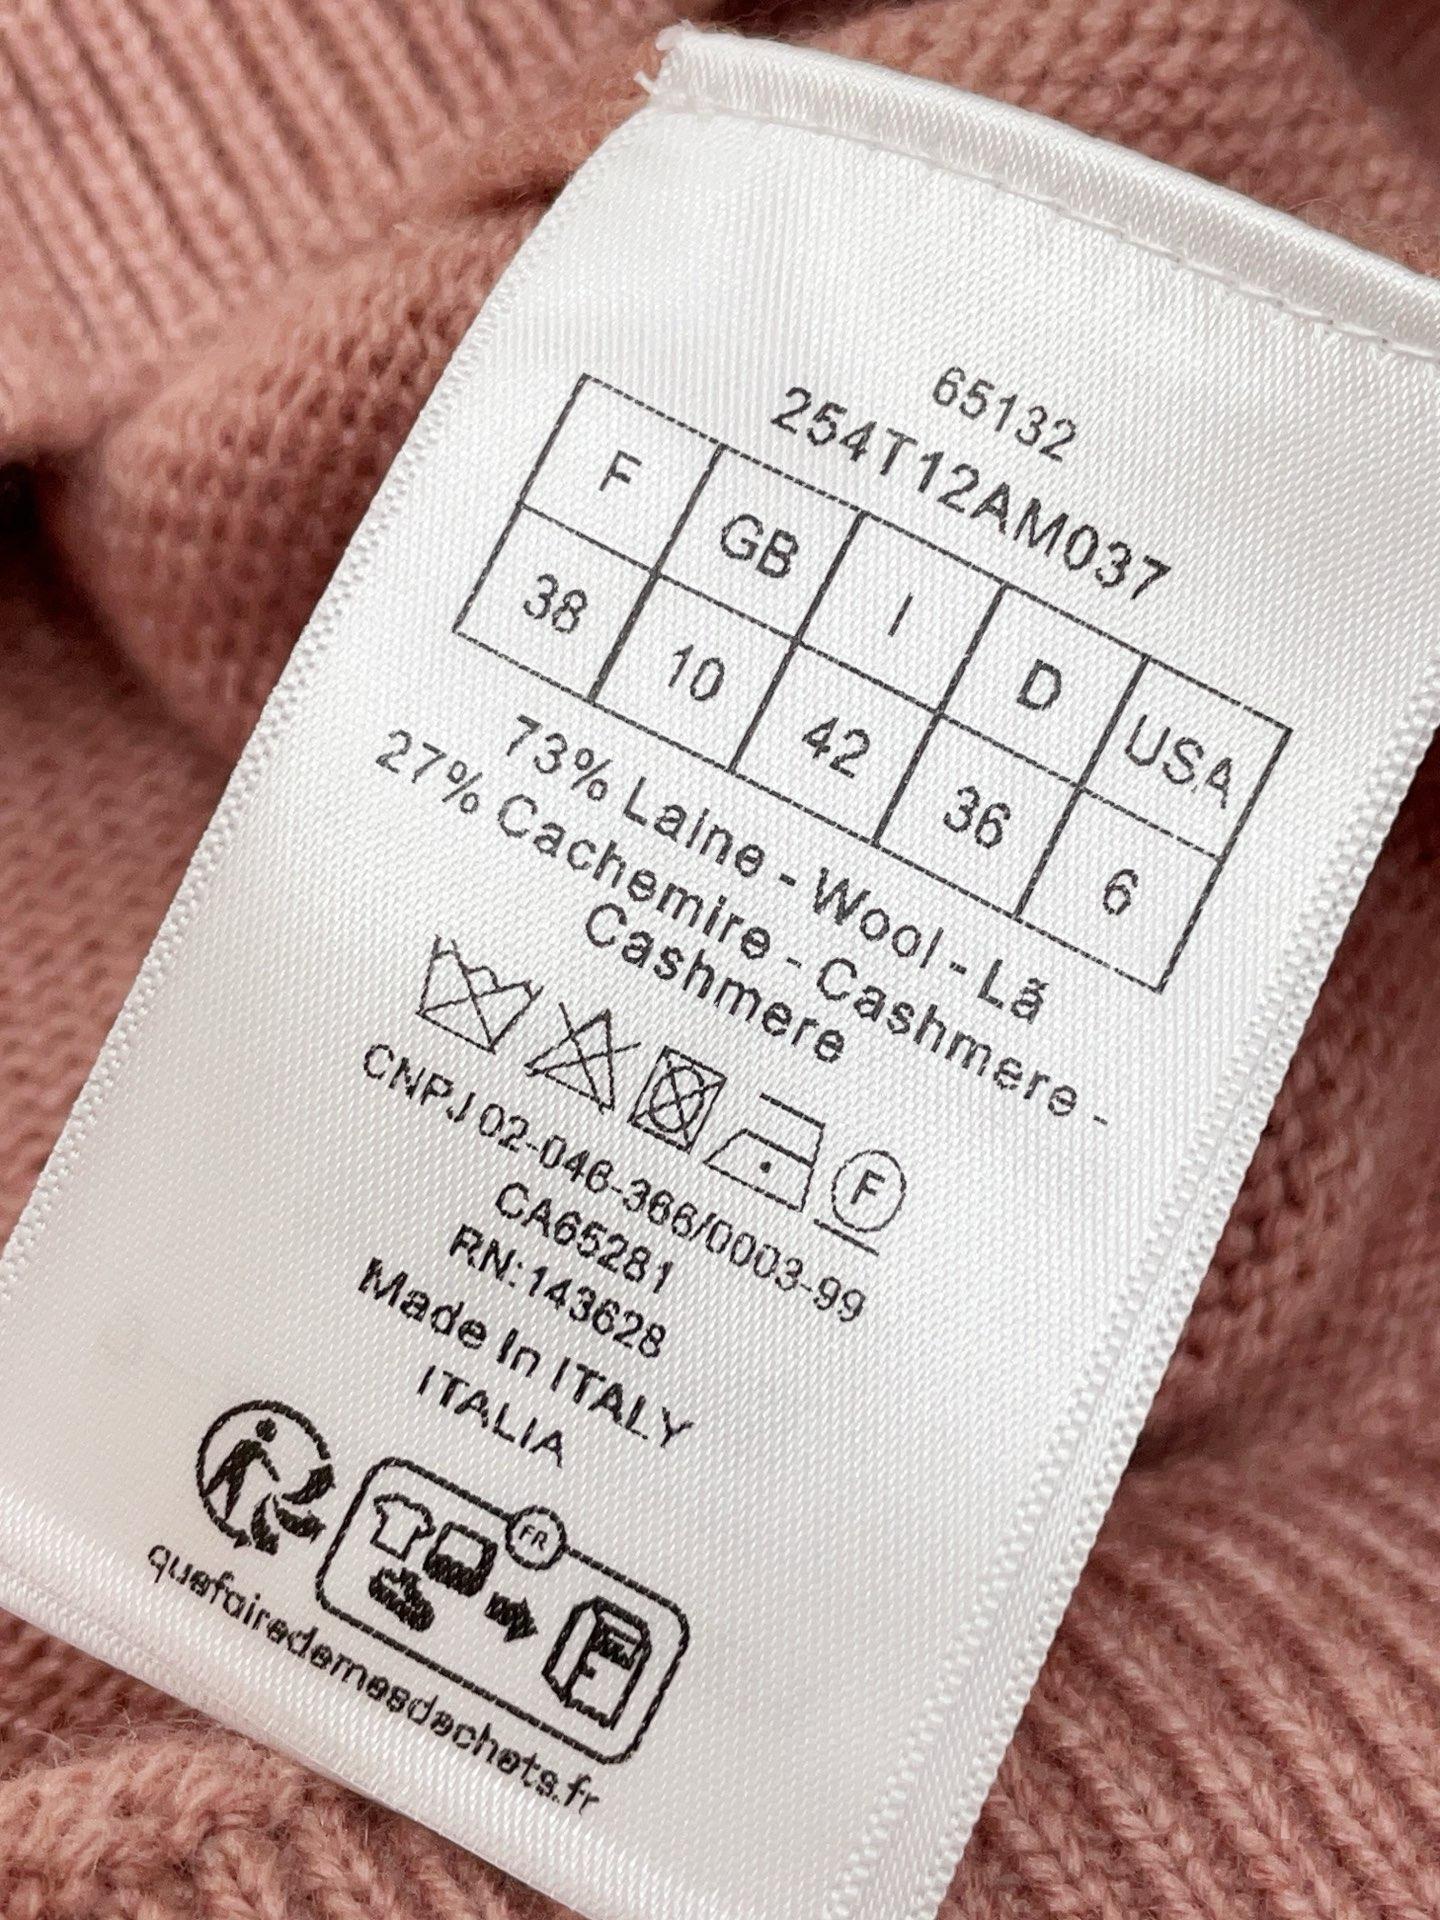 65132
254T12AM037
F GB I D USA
38 10 42 36 6
73% Laine - Wool - Lã
27% Cachemire - Cashmere -
Cashmere
F
CNPJ 02-046-366/0003-99
CA65281
RN:143628
Made In ITALY
ITALIA
FR
quefairedemesdechets.fr